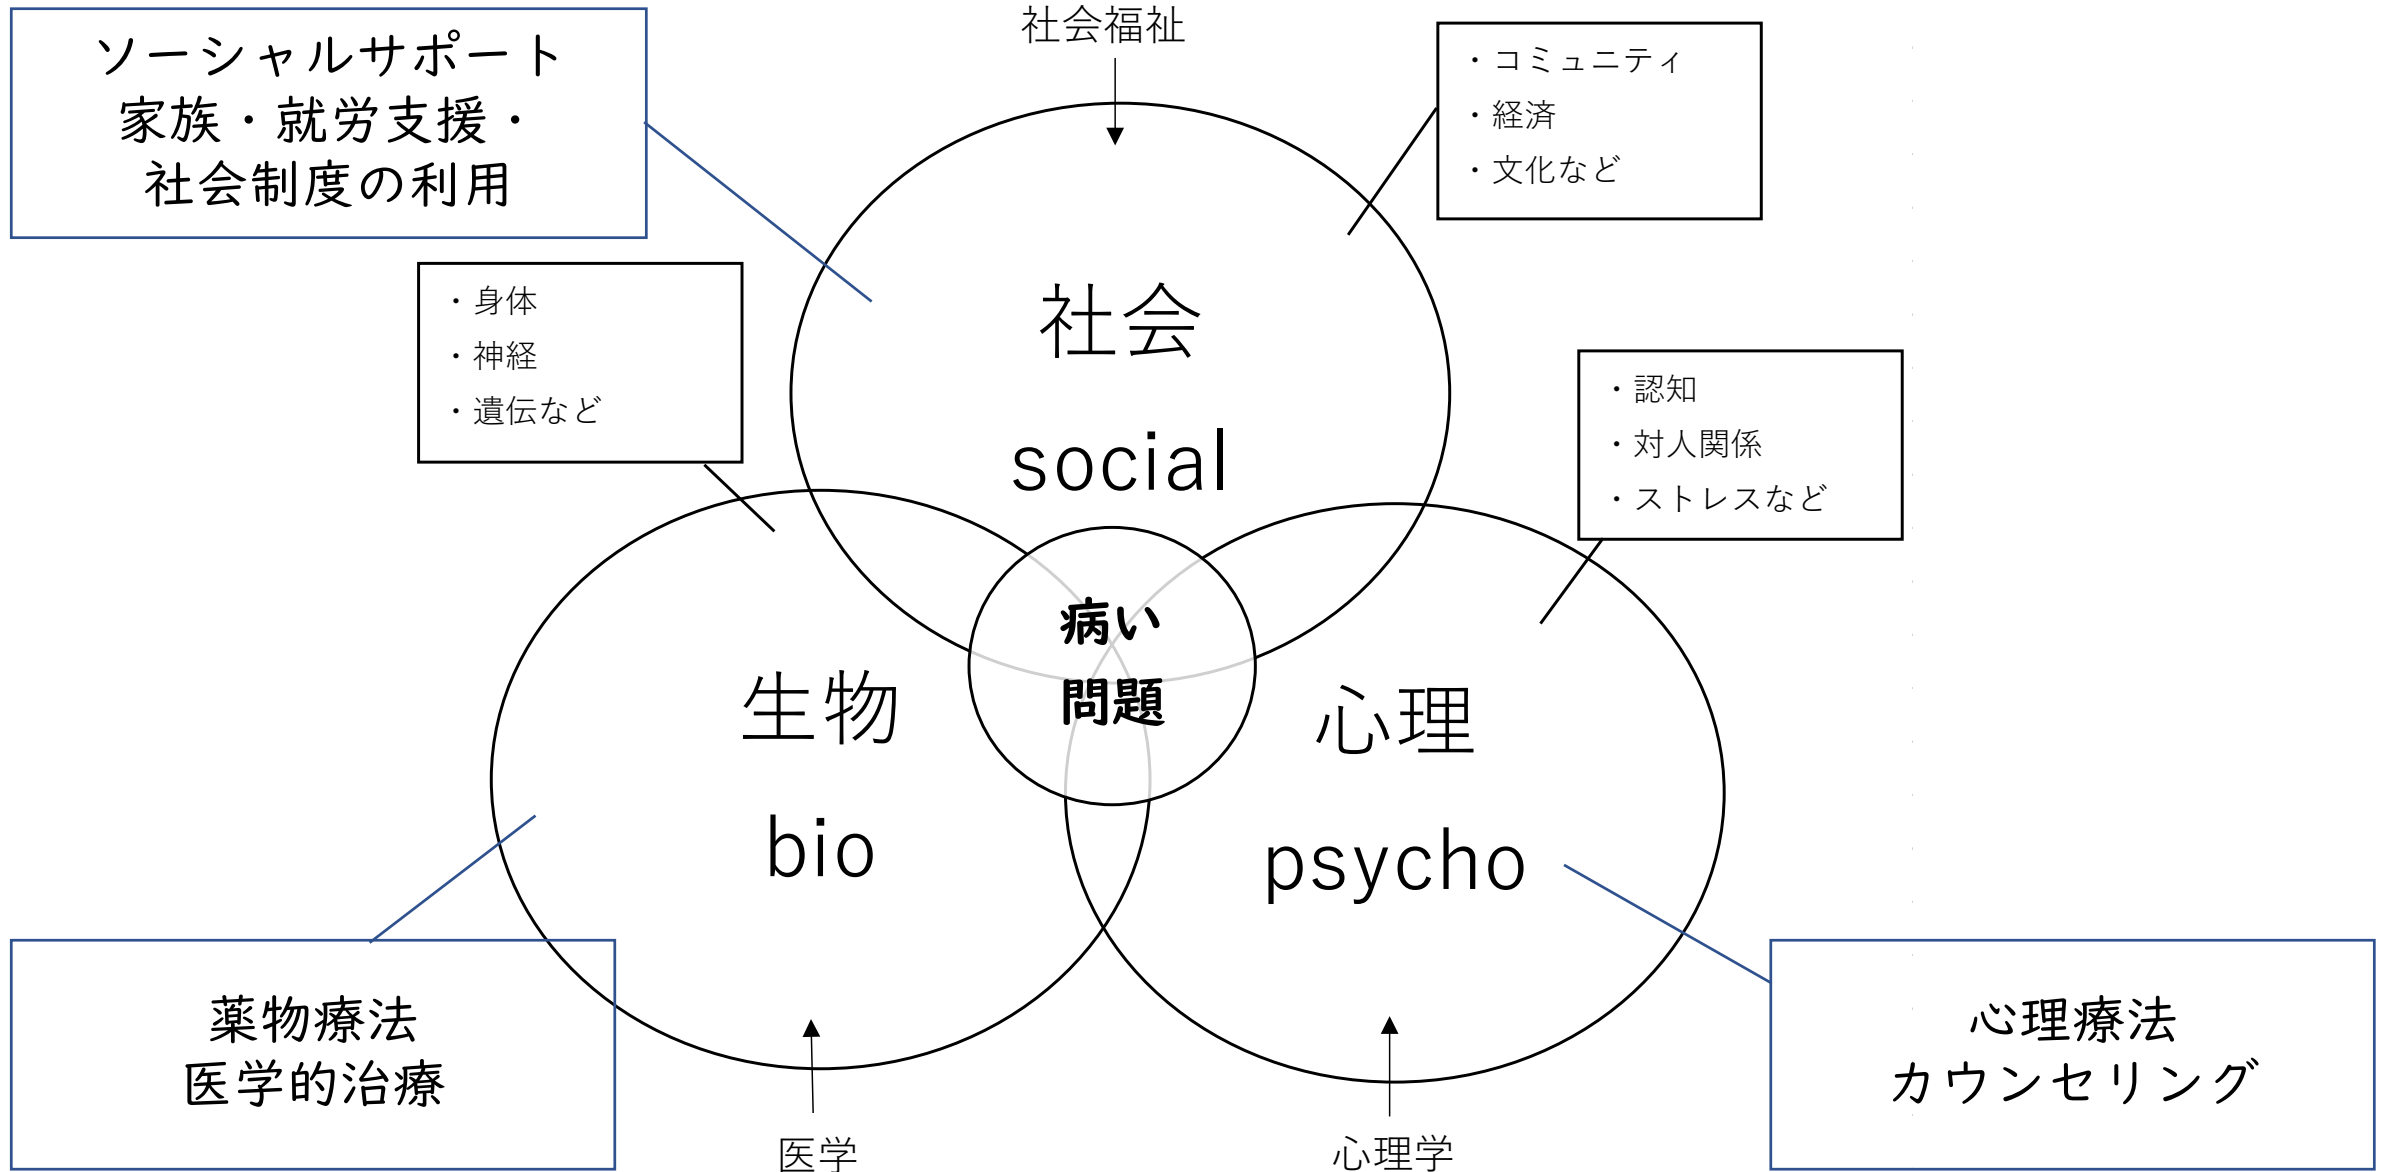 社会福祉
ソーシャルサポート
家族・就労支援・
社会制度の利用
・コミュニティ
・経済
・文化など
・身体
・神経
・遺伝など
社会
social
・認知
・対人関係
・ストレスなど
病い
問題
生物
bio
心理
psycho
薬物療法
医学的治療
心理療法
カウンセリング
医学
心理学